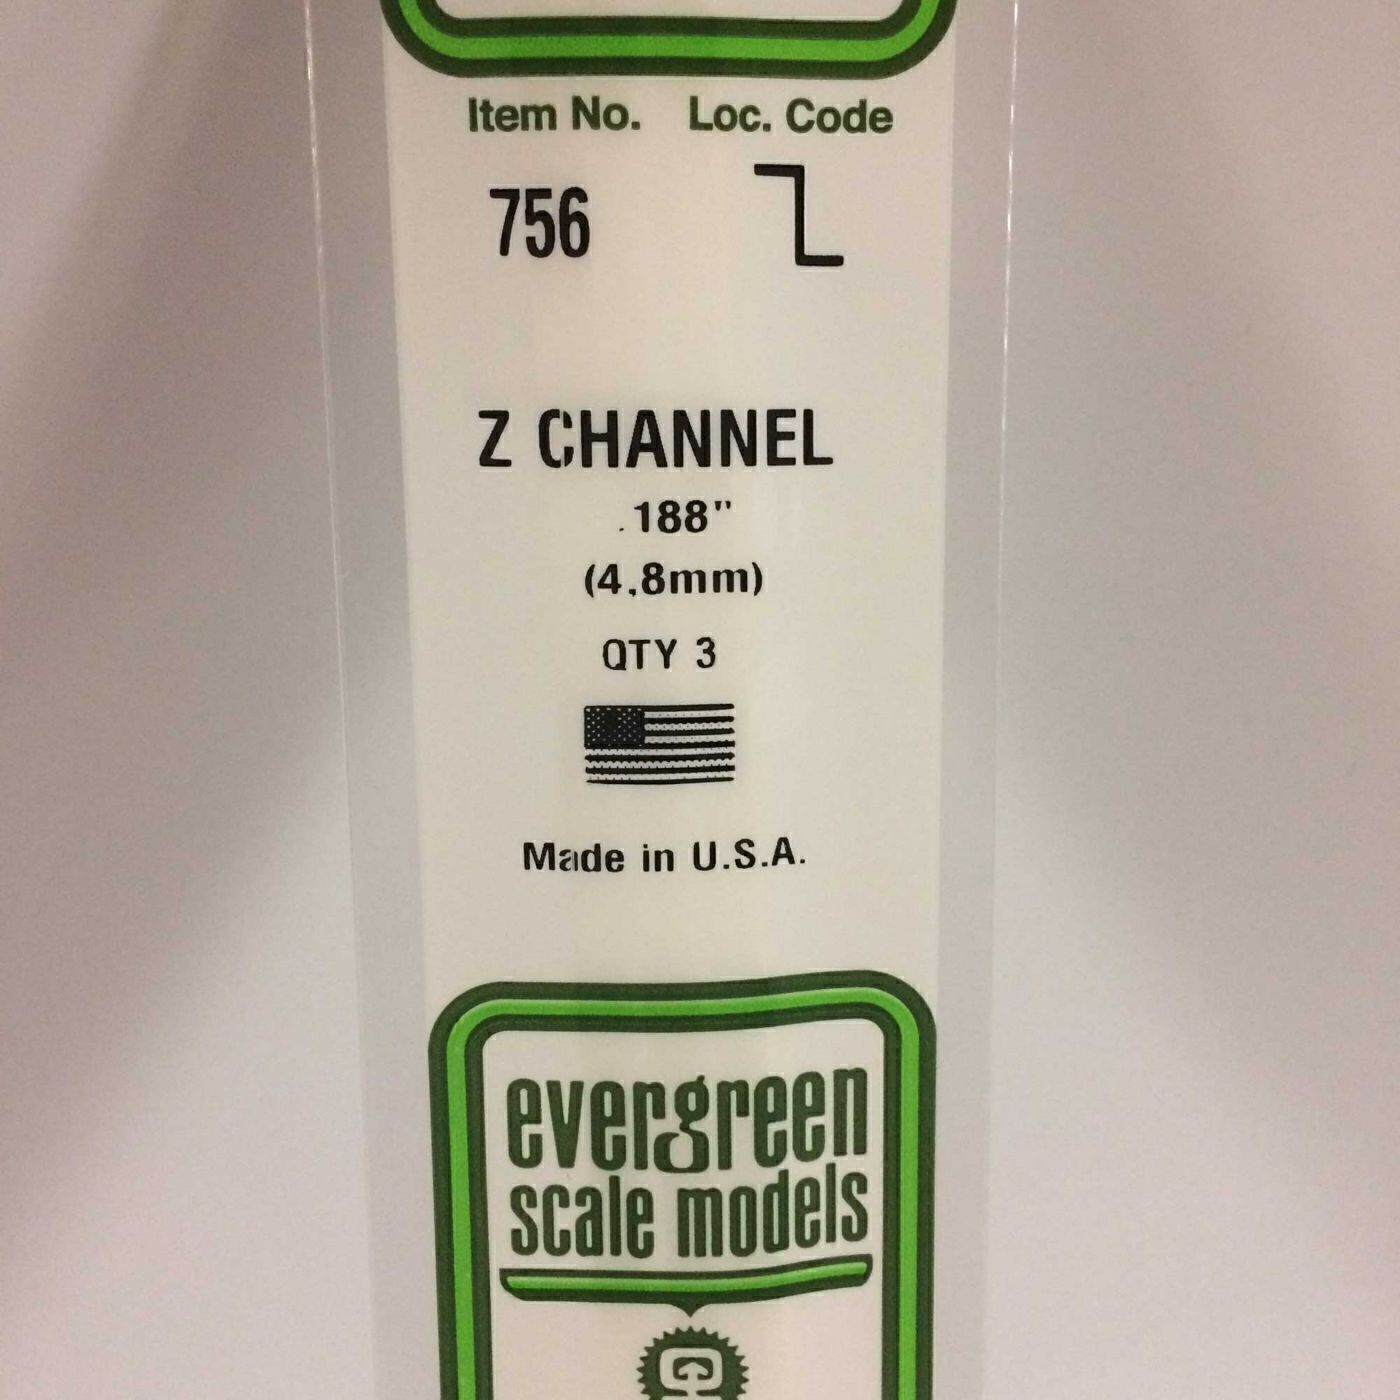 Item No. Loc. Code
756
Z CHANNEL
.188"
(4.8mm)
QTY 3
Made in U.S.A.
evergreen
scale models